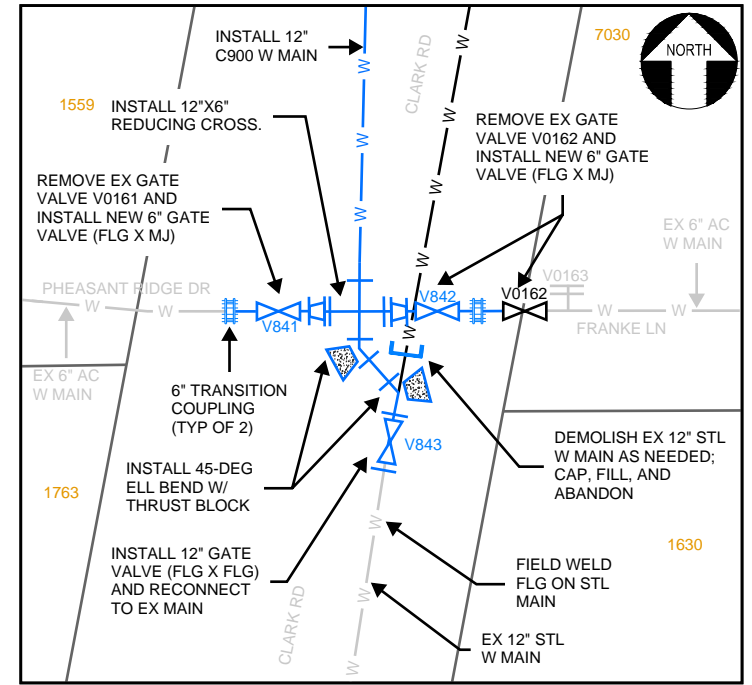 INSTALL 12"
C900 W MAIN
CLARK RD
7030
NORTH
1559
INSTALL 12"X6"
REDUCING CROSS.
REMOVE EX GATE
VALVE V0162 AND
INSTALL NEW 6" GATE
VALVE (FLG X MJ)
REMOVE EX GATE
VALVE V0161 AND
INSTALL NEW 6" GATE
VALVE (FLG X MJ)
EX 6" AC
W MAIN
W
W
W
W
W
W
W
PHEASANT RIDGE DR
V842
V0162
V0163
W
W
W
W
W
V841
FRANKE LN
EX 6" AC
W MAIN
6" TRANSITION
COUPLING
(TYP OF 2)
V843
DEMOLISH EX 12" STL
W MAIN AS NEEDED;
CAP, FILL, AND
ABANDON
INSTALL 45-DEG
ELL BEND W/
THRUST BLOCK
1763
1630
INSTALL 12" GATE
VALVE (FLG X FLG)
AND RECONNECT
TO EX MAIN
W
FIELD WELD
FLG ON STL
MAIN
W
CLARK RD
EX 12" STL
W MAIN
W